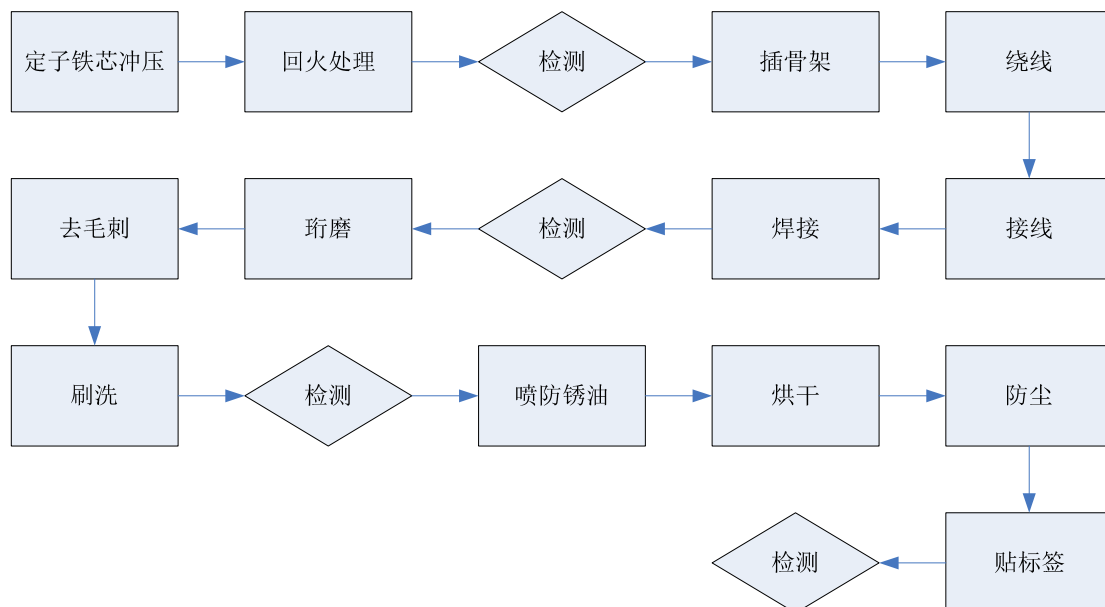 定子铁芯冲压
回火处理
检测
插骨架
绕线
接线
焊接
检测
珩磨
去毛刺
刷洗
检测
喷防锈油
烘干
防尘
贴标签
检测